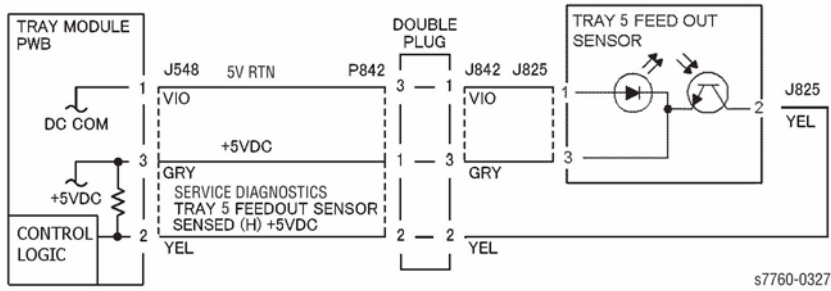 TRAY MODULE
PWB
DOUBLE
PLUG
TRAY 5 FEED OUT
SENSOR
J548 5V RTN P842 J842 J825
1 3 1 1
VIO VIO
DC COM
2 J825
YEL
+5VDC
3 1 3 3
GRY GRY
+5VDC
SERVICE DIAGNOSTICS
TRAY 5 FEEDOUT SENSOR
SENSED (H) +5VDC
CONTROL
LOGIC
2 2 2
YEL YEL
s7760-0327